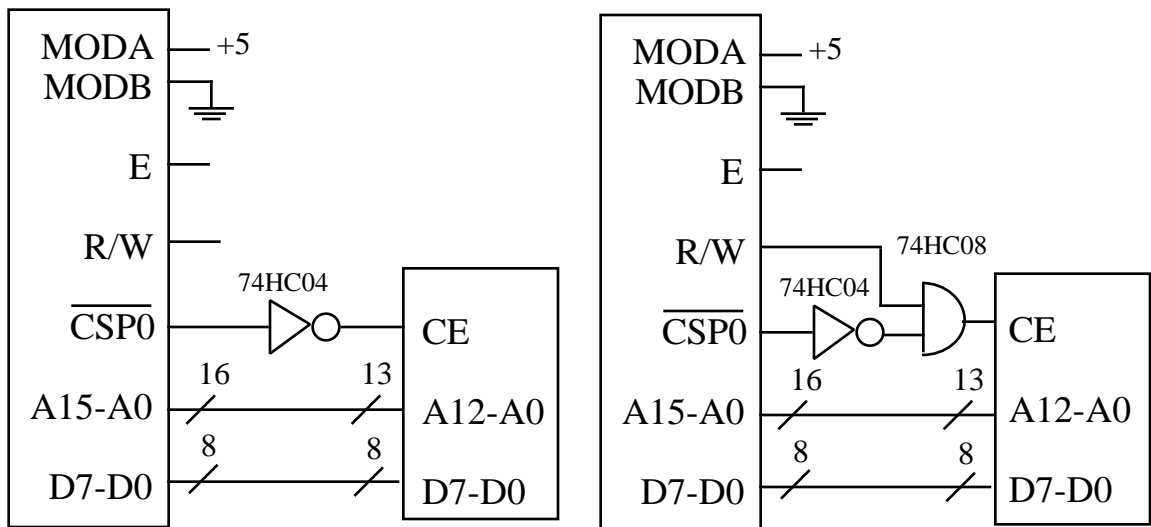 MODA
+5
MODB
E
R/W
74HC04
CSP0
CE
16
13
A15-A0
A12-A0
8
8
D7-D0
D7-D0
MODA
+5
MODB
E
R/W
74HC08
74HC04
CSP0
CE
16
13
A15-A0
A12-A0
8
8
D7-D0
D7-D0